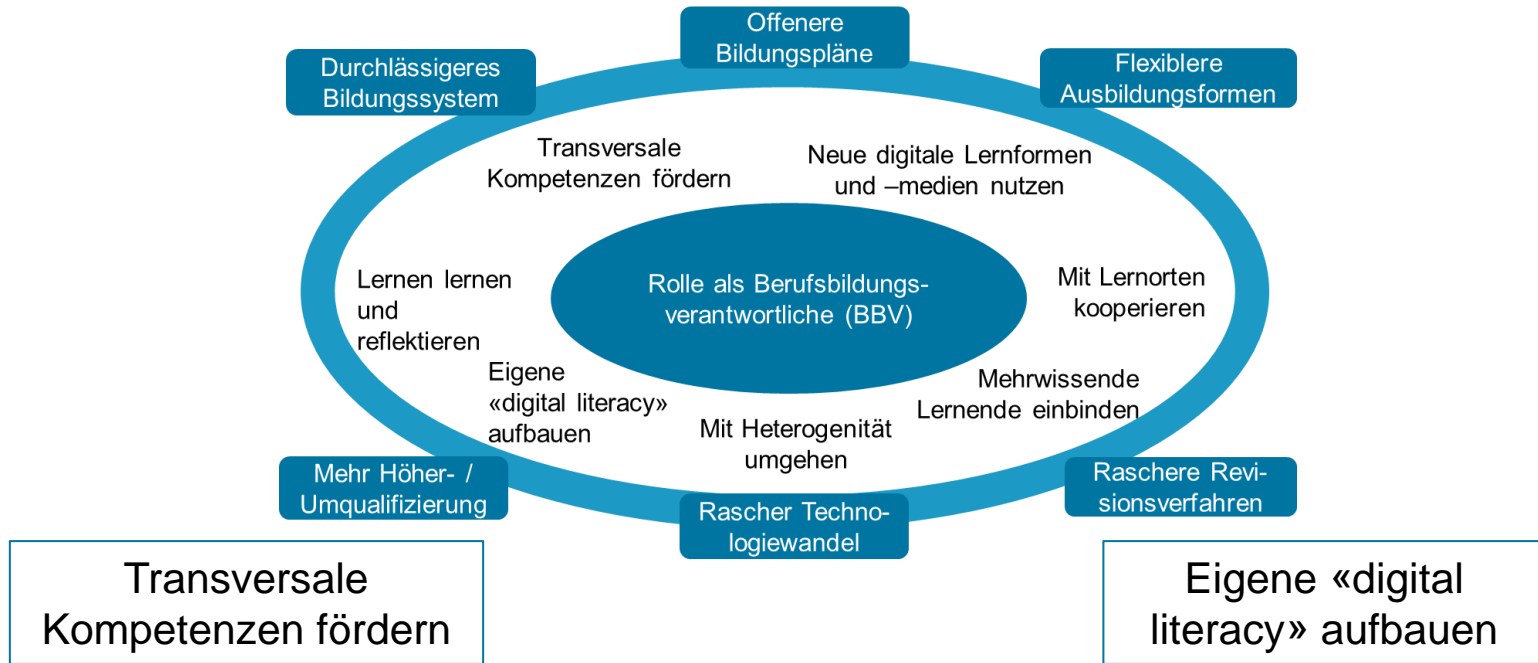 Offenere
Bildungspläne
Durchlässigeres
Bildungssystem
Flexiblere
Ausbildungsformen
Transversale
Kompetenzen fördern
Neue digitale Lernformen
und –medien nutzen
Lernen lernen
und
reflektieren
Rolle als Berufsbildungs-
verantwortliche (BBV)
Mit Lernorten
kooperieren
Eigene
«digital literacy»
aufbauen
Mit Heterogenität
umgehen
Mehrwissende
Lernende einbinden
Mehr Höher- /
Umqualifizierung
Rascher Techno-
logiewandel
Raschere Revi-
sionsverfahren
Transversale
Kompetenzen fördern
Eigene «digital
literacy» aufbauen